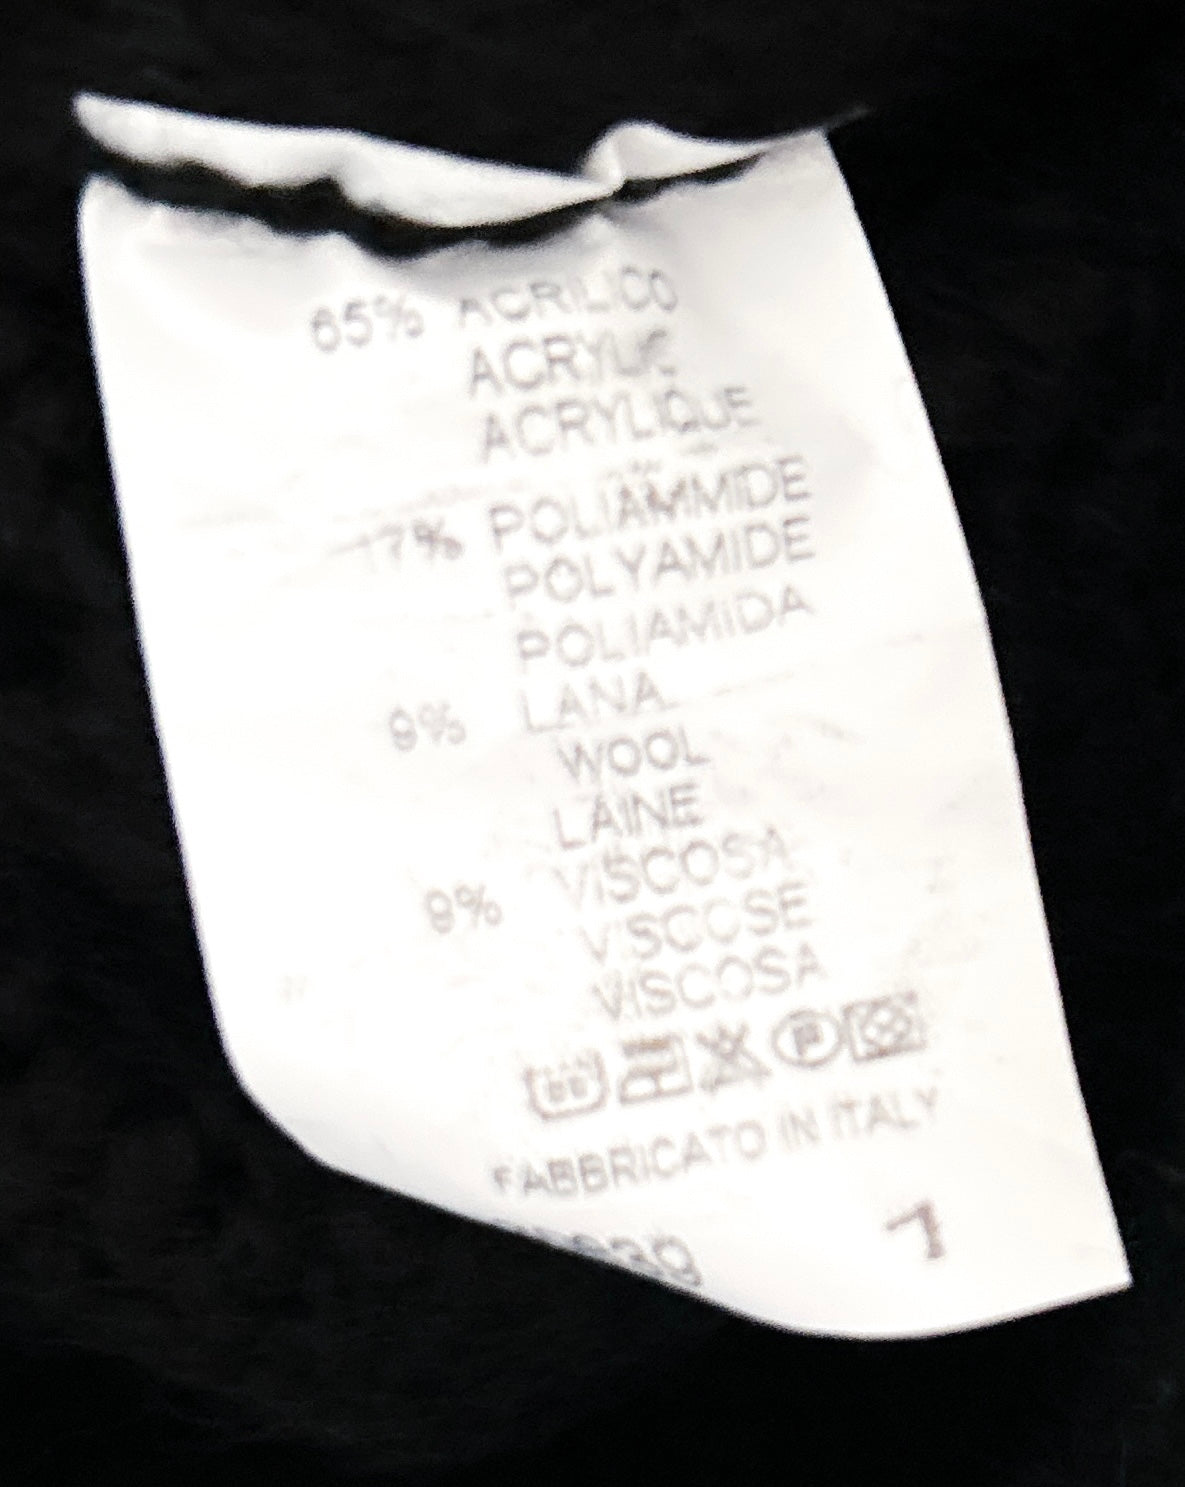 65% ACRILICO
ACRYLIC
ACRYLIQUE
17% POLIAMMIDE
POLYAMIDE
POLIAMIDA
9% LANA
WOOL
LAINE
9% VISCOSA
VISCOSE
VISCOSA
FABBRICATO IN ITALY
1